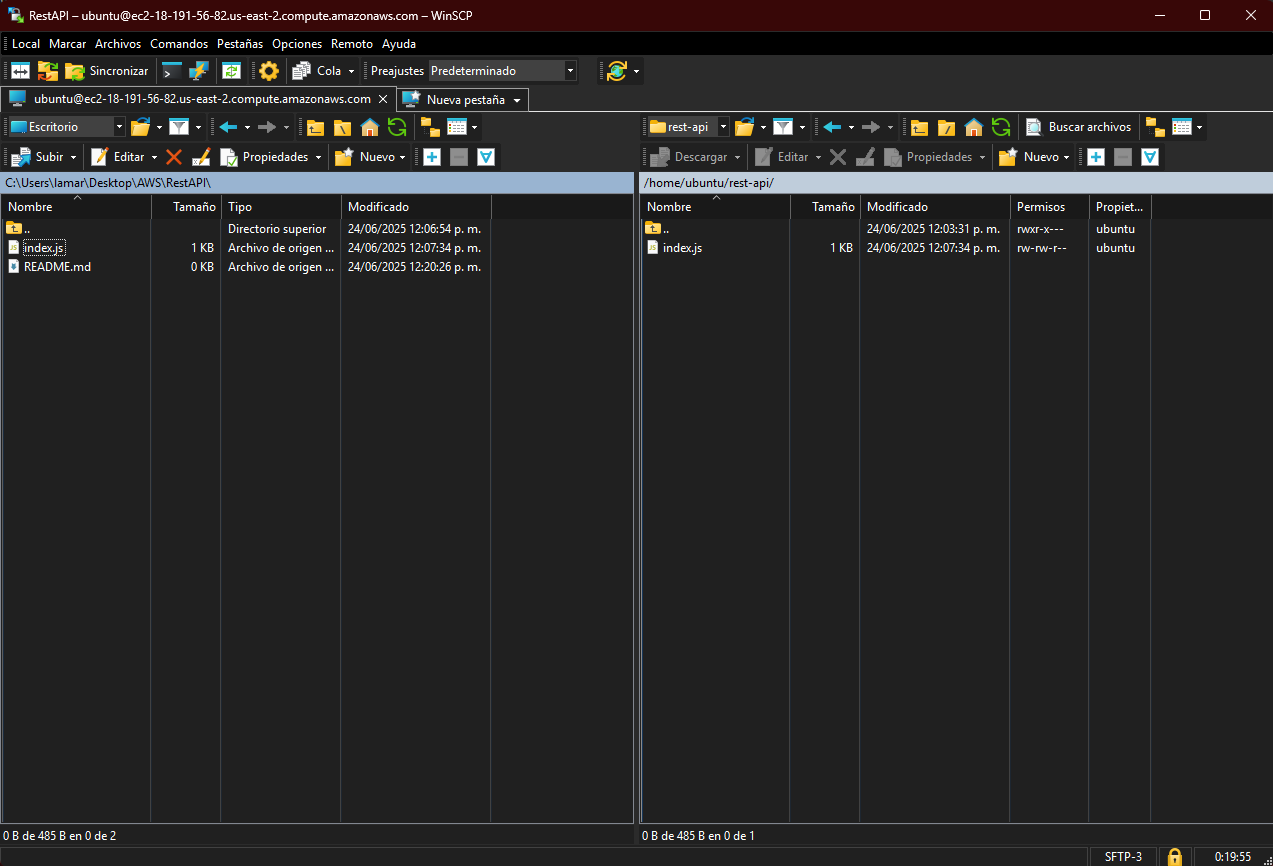 RestAPI – ubuntu@ec2-18-191-56-82.us-east-2.compute.amazonaws.com – WinSCP
Local Marcar Archivos Comandos Pestañas Opciones Remoto Ayuda
Sincronizar Cola Preajustes Predeterminado
ubuntu@ec2-18-191-56-82.us-east-2.compute.amazonaws.com Nueva pestaña
Escritorio rest-api Buscar archivos
Subir Editar Propiedades Nuevo Descargar Editar Propiedades Nuevo
C:\Users\lamar\Desktop\AWS\RestAPI\ /home/ubuntu/rest-api/
Nombre Tamaño Tipo Modificado Nombre Tamaño Modificado Permisos Propiet...
.. Directorio superior 24/06/2025 12:06:54 p. m. .. 24/06/2025 12:03:31 p. m. rwxr-x--- ubuntu
index.js 1 KB Archivo de origen ... 24/06/2025 12:07:34 p. m. index.js 1 KB 24/06/2025 12:07:34 p. m. rw-rw-r-- ubuntu
README.md 0 KB Archivo de origen ... 24/06/2025 12:20:26 p. m.
0 B de 485 B en 0 de 2 0 B de 485 B en 0 de 1
SFTP-3 0:19:55